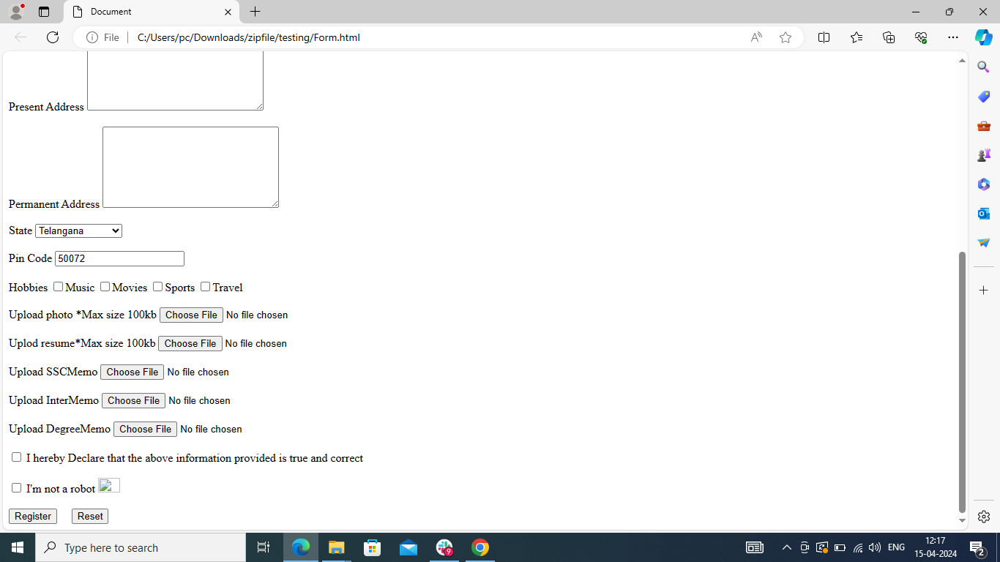 Document
File
C:/Users/pc/Downloads/zipfile/testing/Form.html
Present Address
Permanent Address
State Telangana
Pin Code 50072
Hobbies Music Movies Sports Travel
Upload photo *Max size 100kb Choose File No file chosen
Uplod resume*Max size 100kb Choose File No file chosen
Upload SSCMemo Choose File No file chosen
Upload InterMemo Choose File No file chosen
Upload DegreeMemo Choose File No file chosen
I hereby Declare that the above information provided is true and correct
I'm not a robot
Register Reset
Type here to search
9
ENG
12:17
15-04-2024
2